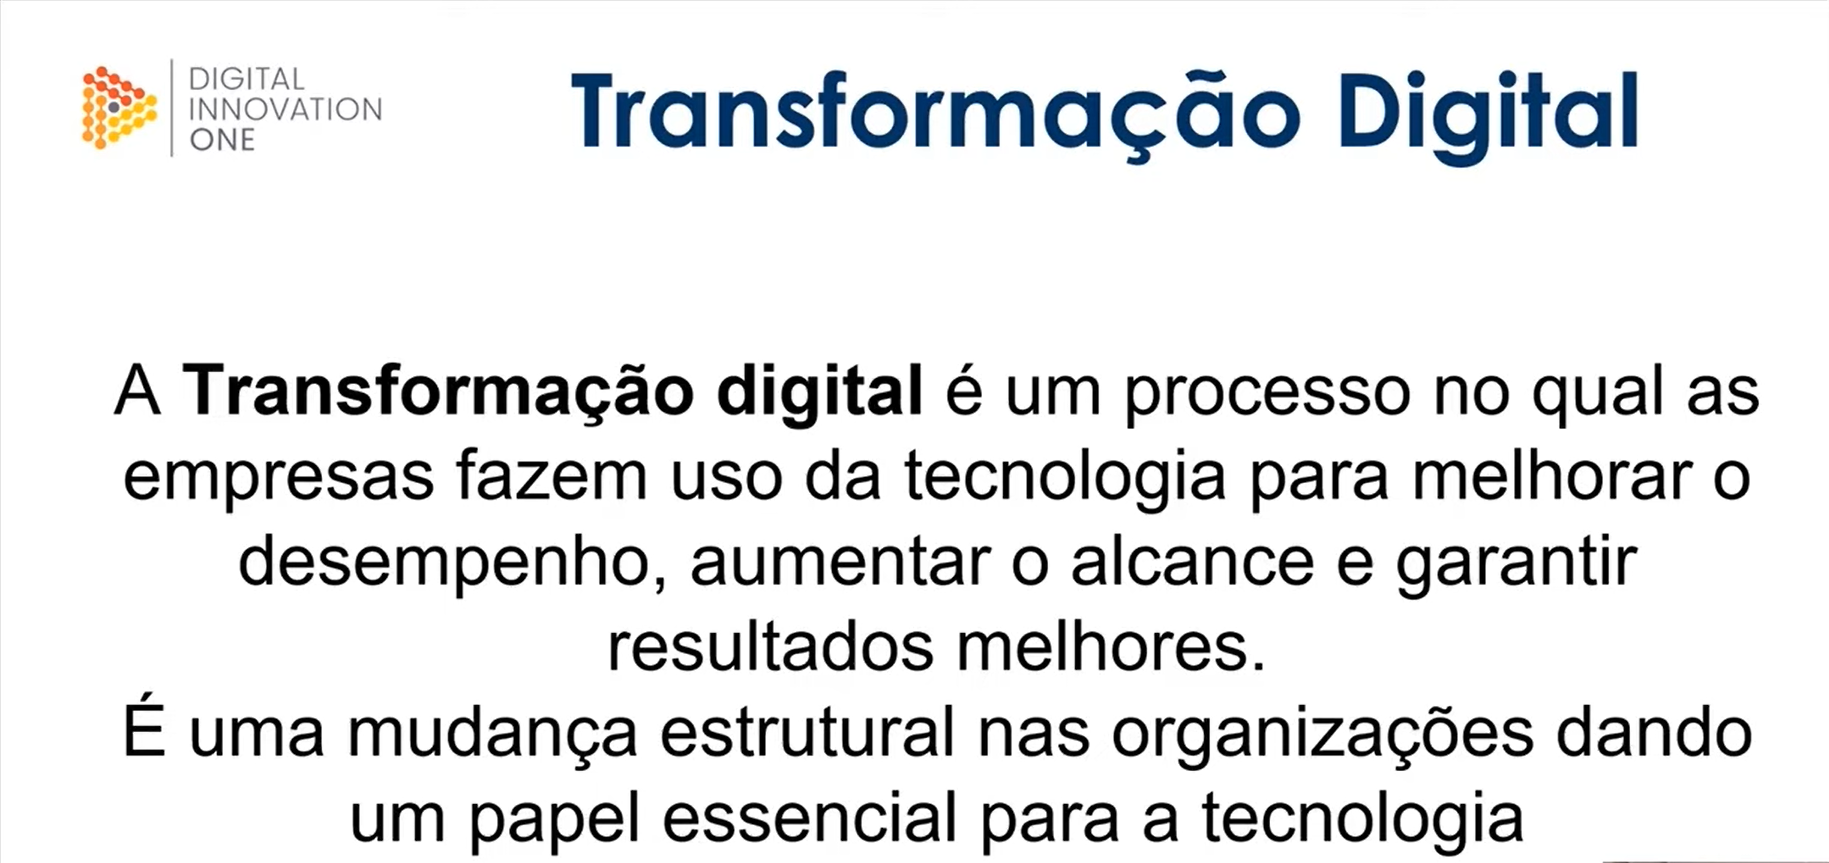 DIGITAL
INNOVATION
ONE
Transformação Digital
A Transformação digital é um processo no qual as
empresas fazem uso da tecnologia para melhorar o
desempenho, aumentar o alcance e garantir
resultados melhores.
É uma mudança estrutural nas organizações dando
um papel essencial para a tecnologia